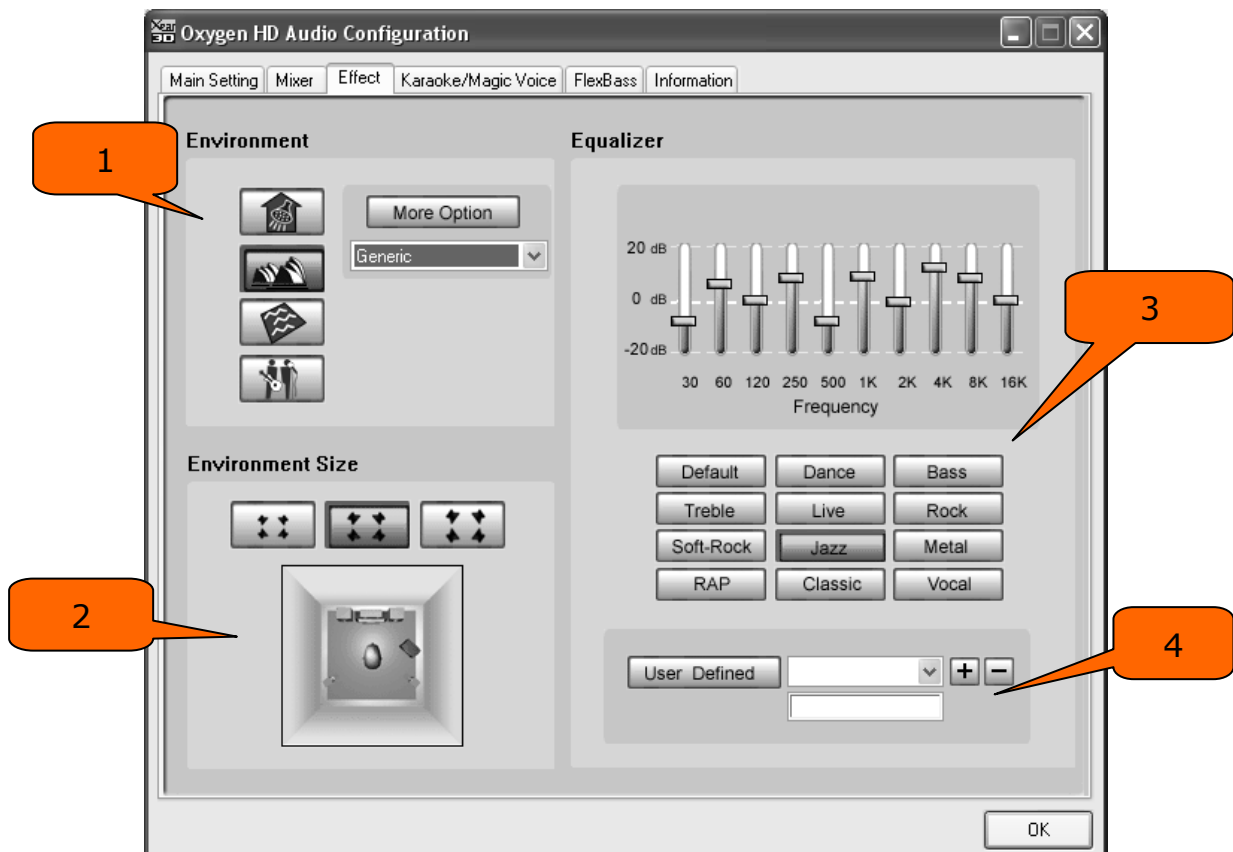 Xear 3D Oxygen HD Audio Configuration
Main Setting Mixer Effect Karaoke/Magic Voice FlexBass Information
Environment
1
More Option
Generic
Environment Size
2
Equalizer
20 dB
0 dB
-20 dB
30 60 120 250 500 1K 2K 4K 8K 16K
Frequency
3
Default Dance Bass
Treble Live Rock
Soft-Rock Jazz Metal
RAP Classic Vocal
User Defined + −
4
OK